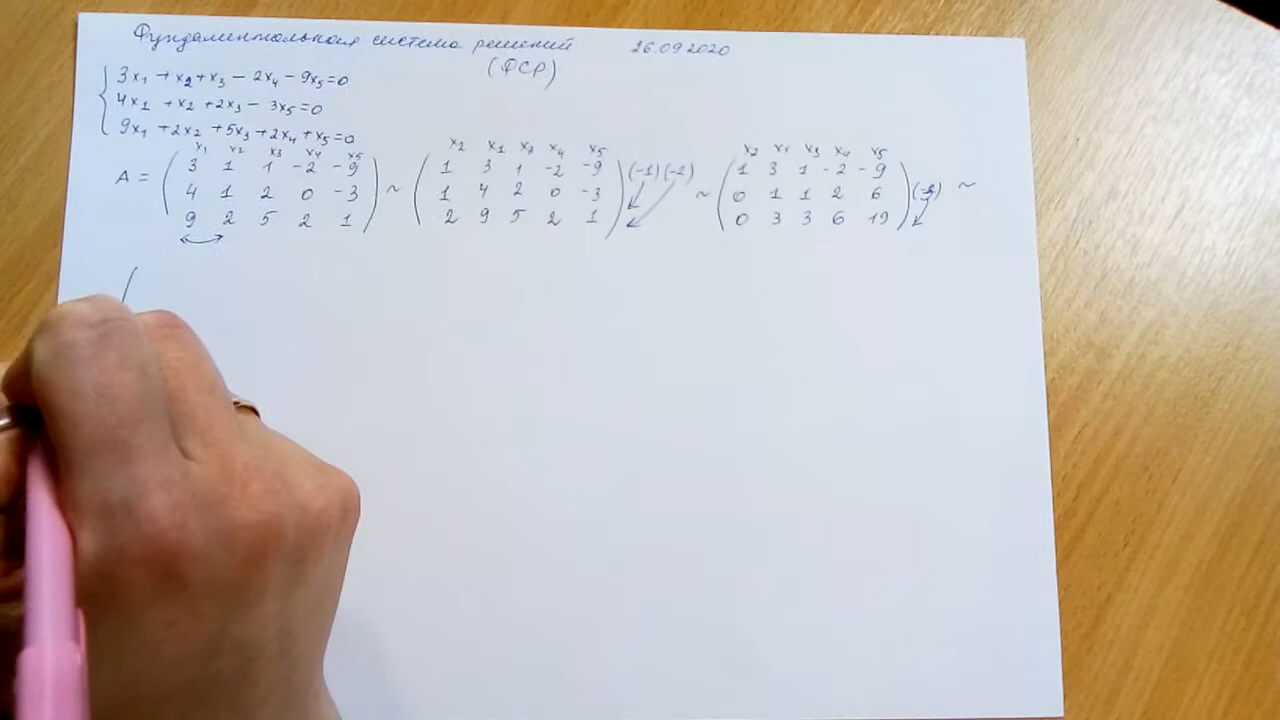 Фундаментальная система решений 26.09.2020
(ФСР)
3x₁ + x₂ + x₃ − 2x₄ − 9x₅ = 0
4x₁ + x₂ + 2x₃ − 3x₅ = 0
9x₁ + 2x₂ + 5x₃ + 2x₄ + x₅ = 0
x₁ x₂ x₃ x₄ x₅ x₂ x₁ x₃ x₄ x₅ x₂ x₁ x₃ x₄ x₅
3 1 1 −2 −9 1 3 1 −2 −9 (−1) (−2) 1 3 1 −2 −9
A = 4 1 2 0 −3 ~ 1 4 2 0 −3 ~ 0 1 1 2 6 (−3) ~
9 2 5 2 1 2 9 5 2 1 0 3 3 6 19